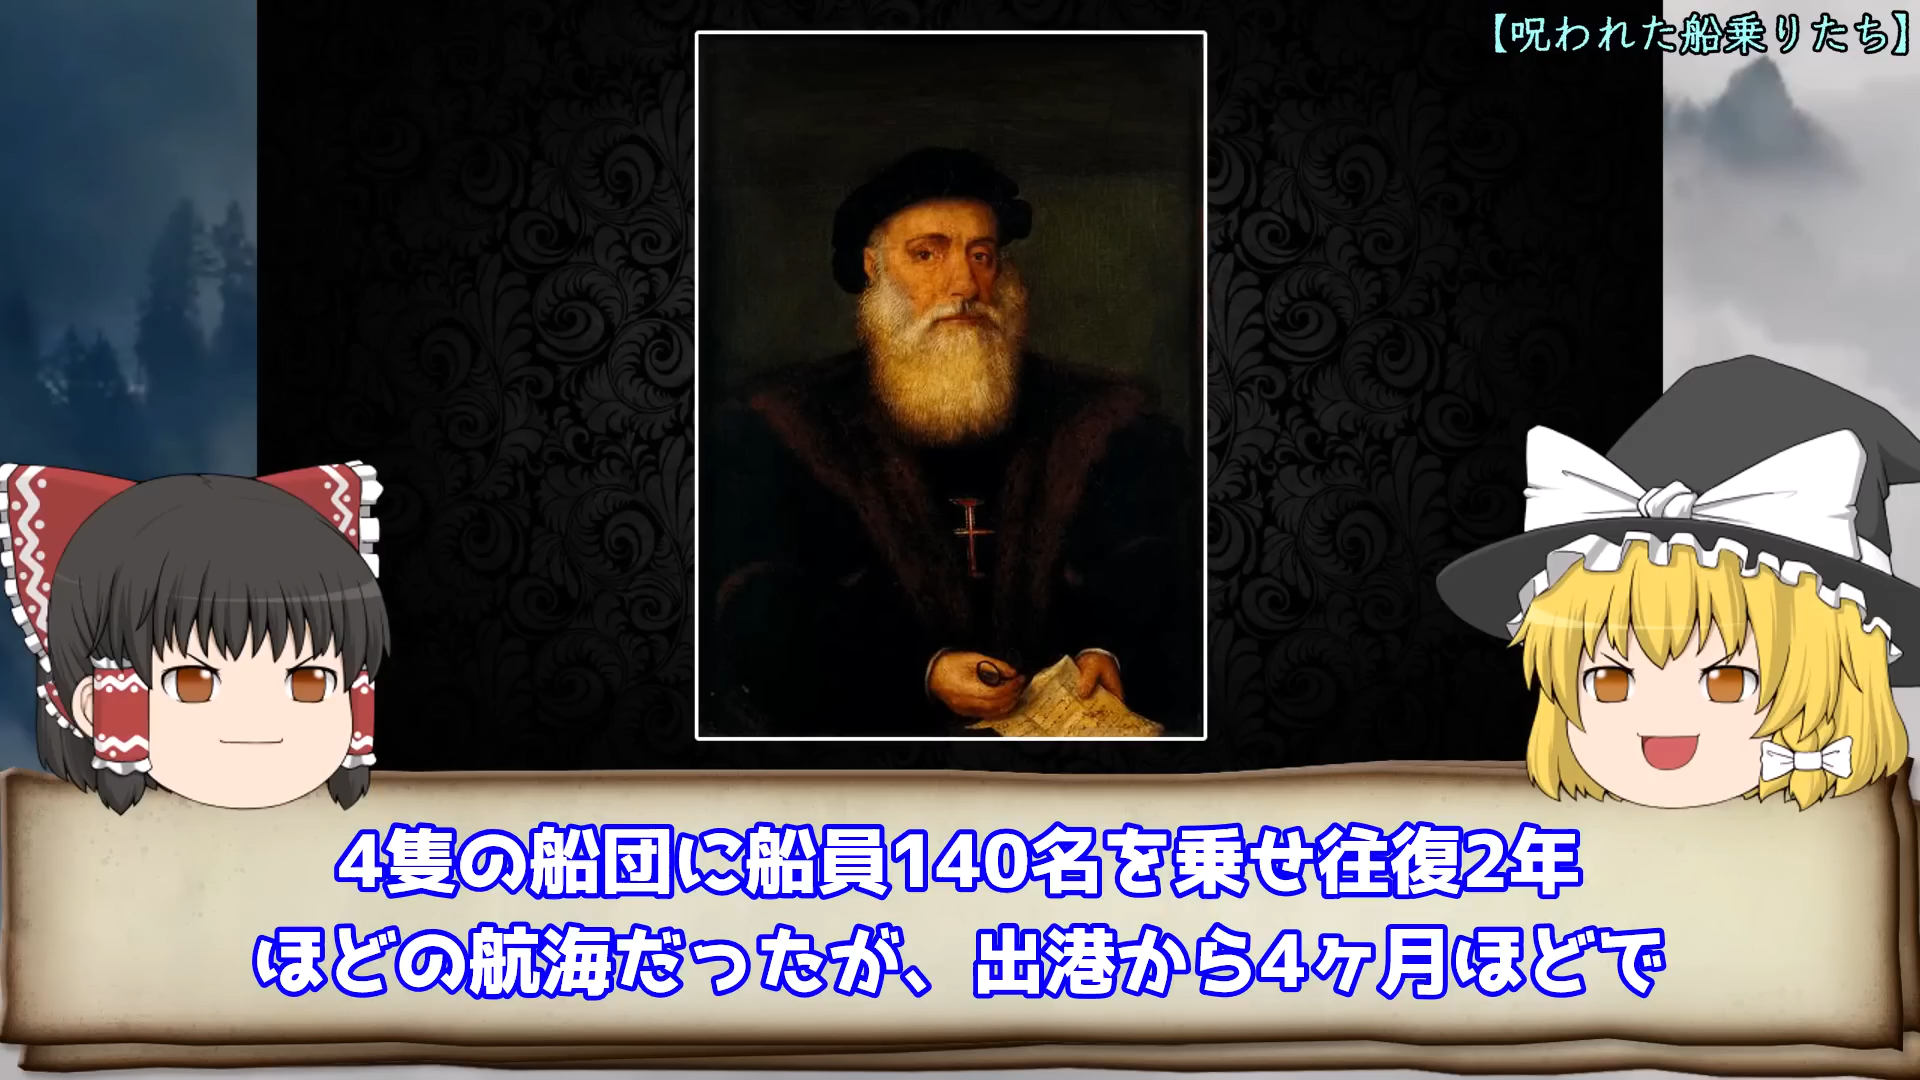 【呪われた船乗りたち】
4隻の船団に船員140名を乗せ往復2年
ほどの航海だったが、出港から4ヶ月ほどで